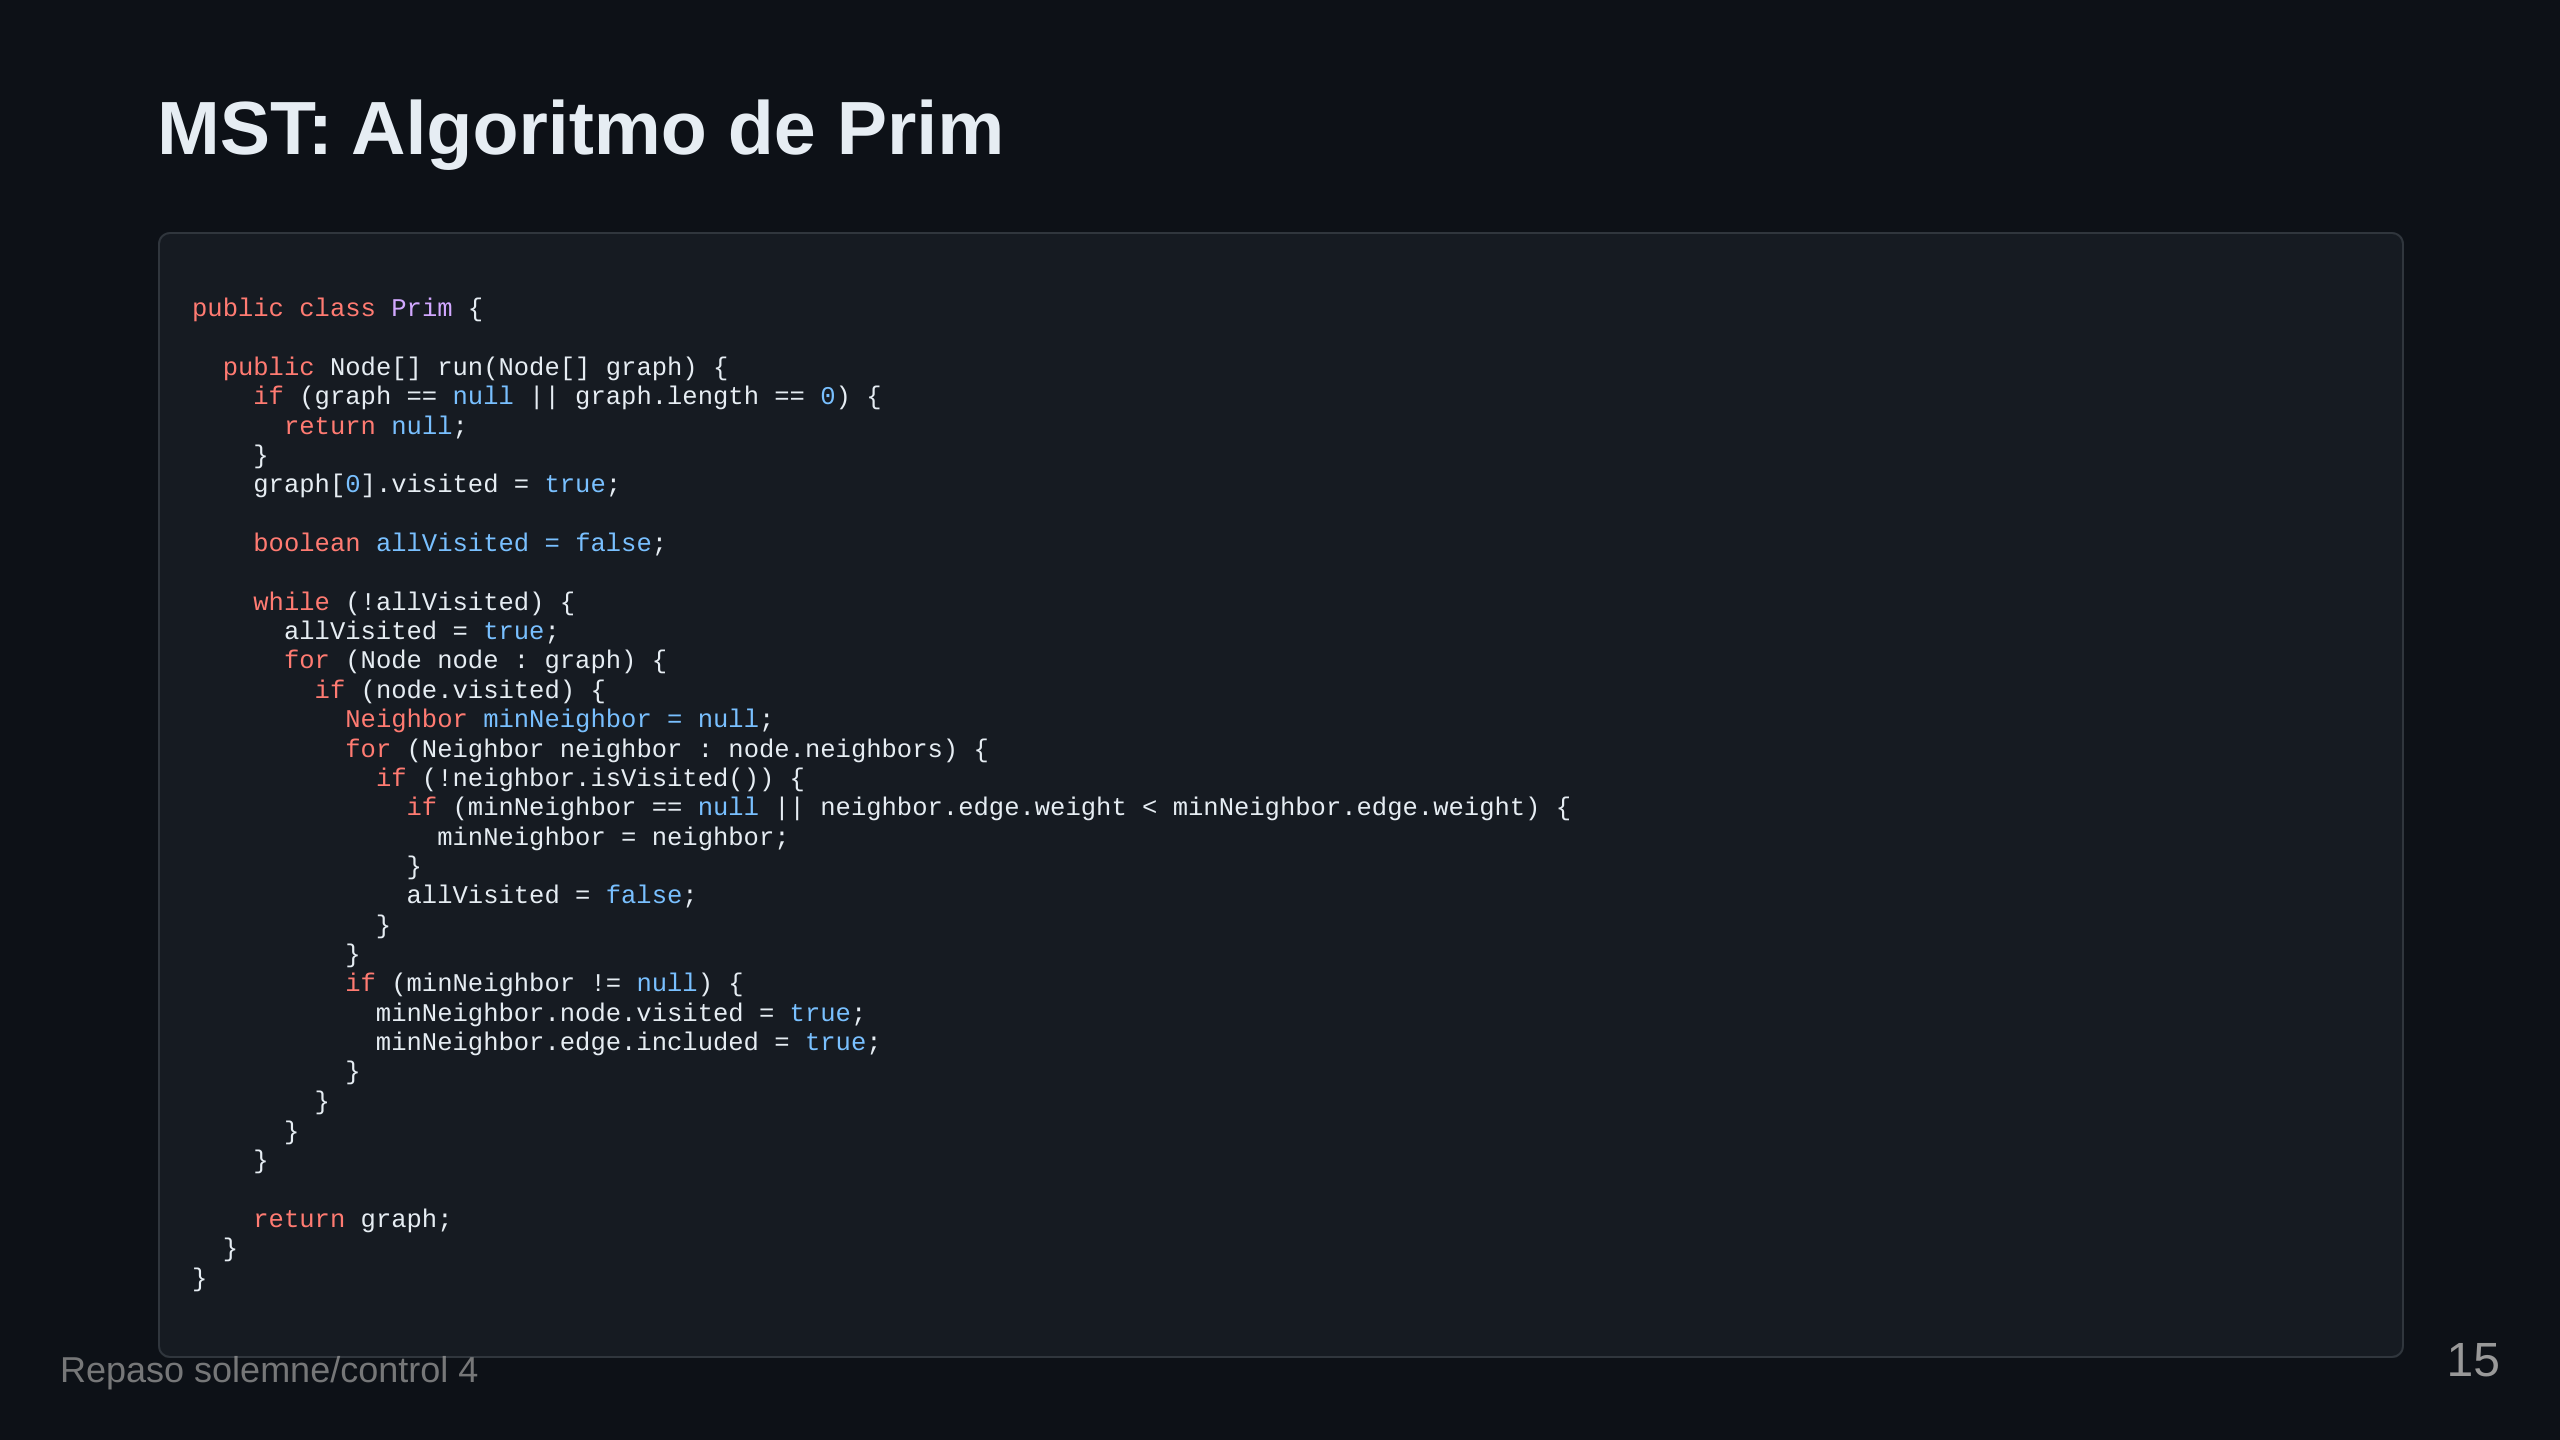 MST: Algoritmo de Prim
public class Prim {
  public Node[] run(Node[] graph) {
    if (graph == null || graph.length == 0) {
      return null;
    }
    graph[0].visited = true;
    boolean allVisited = false;
    while (!allVisited) {
      allVisited = true;
      for (Node node : graph) {
        if (node.visited) {
          Neighbor minNeighbor = null;
          for (Neighbor neighbor : node.neighbors) {
            if (!neighbor.isVisited()) {
              if (minNeighbor == null || neighbor.edge.weight < minNeighbor.edge.weight) {
                minNeighbor = neighbor;
              }
              allVisited = false;
            }
          }
          if (minNeighbor != null) {
            minNeighbor.node.visited = true;
            minNeighbor.edge.included = true;
          }
        }
      }
    }
    return graph;
  }
}
Repaso solemne/control 4
15